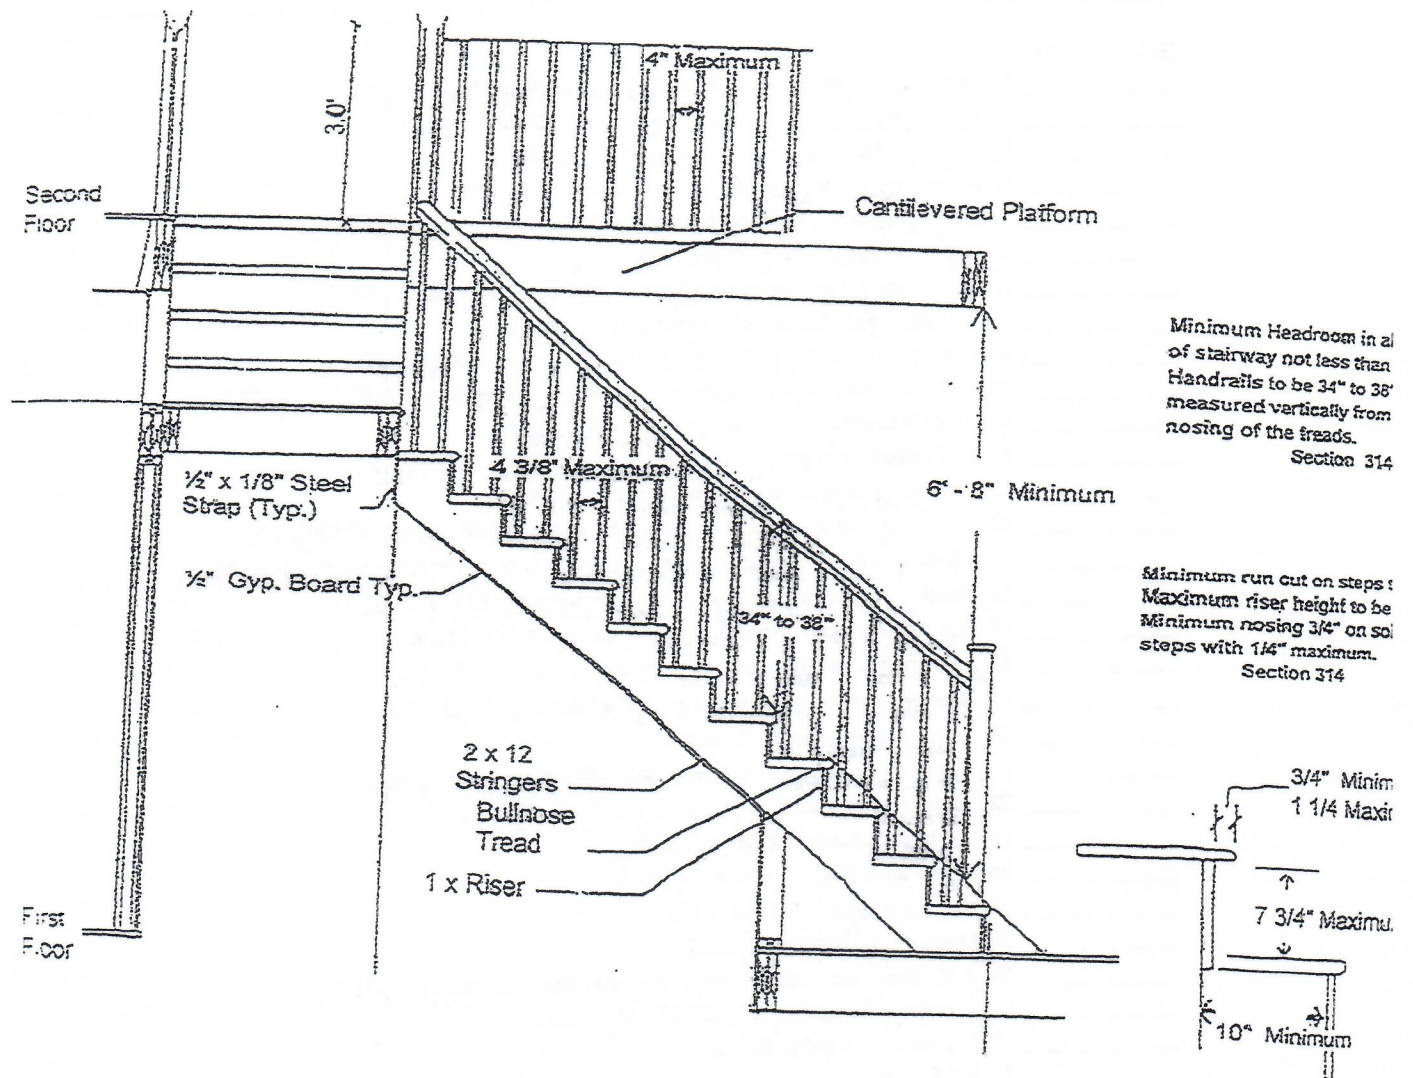 4" Maximum
3.0'
Second
Floor
Cantilevered Platform
Minimum Headroom in al
of stairway not less than
Handrails to be 34" to 38"
measured vertically from
nosing of the treads.
Section 314
4 3/8" Maximum
6' - 8" Minimum
½" x 1/8" Steel
Strap (Typ.)
½" Gyp. Board Typ.
Minimum run cut on steps s
Maximum riser height to be
Minimum nosing 3/4" on sol
steps with 1/4" maximum.
Section 314
34" to 38"
2 x 12
Stringers
Bullnose
Tread
1 x Riser
3/4" Minim
1 1/4 Maxim
7 3/4" Maximu
First
Floor
10" Minimum